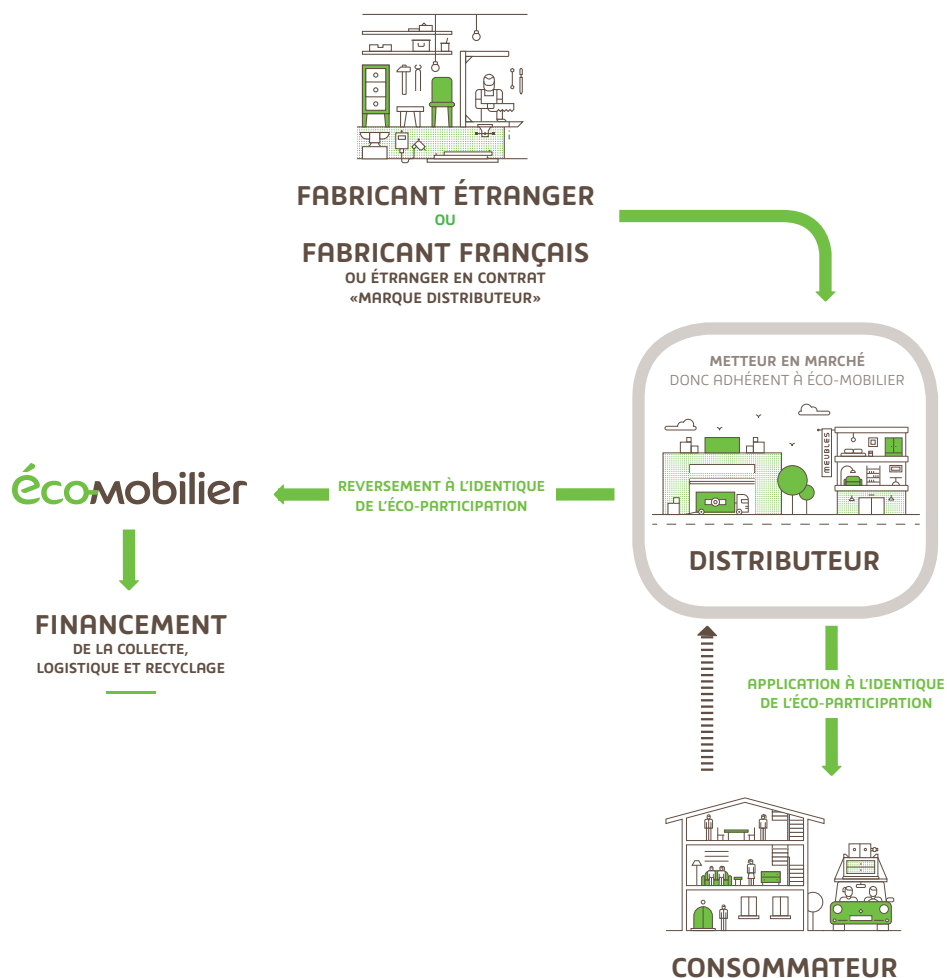 FABRICANT ÉTRANGER
OU
FABRICANT FRANÇAIS
OU ÉTRANGER EN CONTRAT
«MARQUE DISTRIBUTEUR»
METTEUR EN MARCHÉ
DONC ADHÉRENT À ÉCO-MOBILIER
MEUBLES
DISTRIBUTEUR
REVERSEMENT À L'IDENTIQUE
DE L'ÉCO-PARTICIPATION
éco-mobilier
FINANCEMENT
DE LA COLLECTE,
LOGISTIQUE ET RECYCLAGE
APPLICATION À L'IDENTIQUE
DE L'ÉCO-PARTICIPATION
CONSOMMATEUR